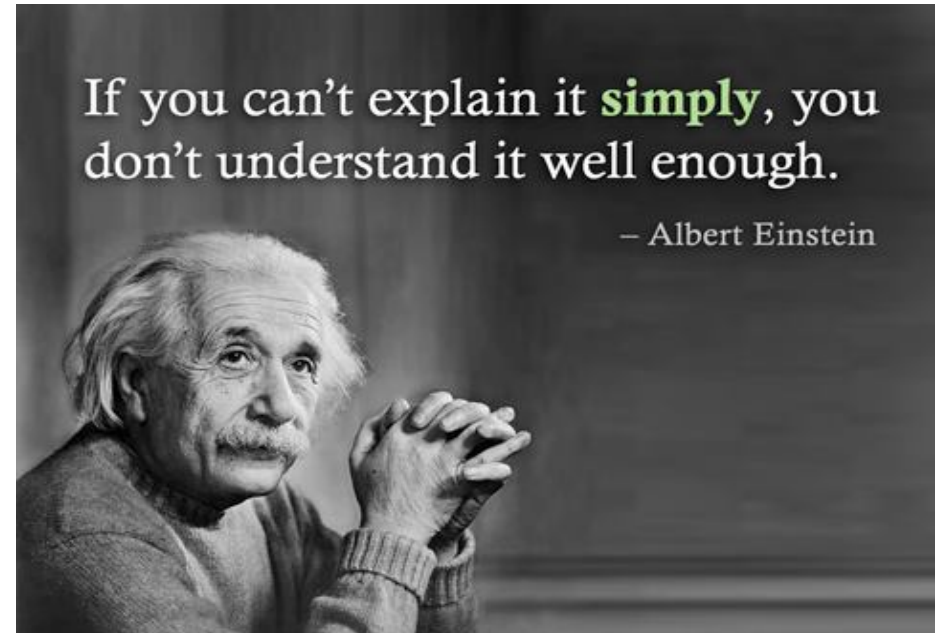 If you can’t explain it simply, you
don’t understand it well enough.
– Albert Einstein